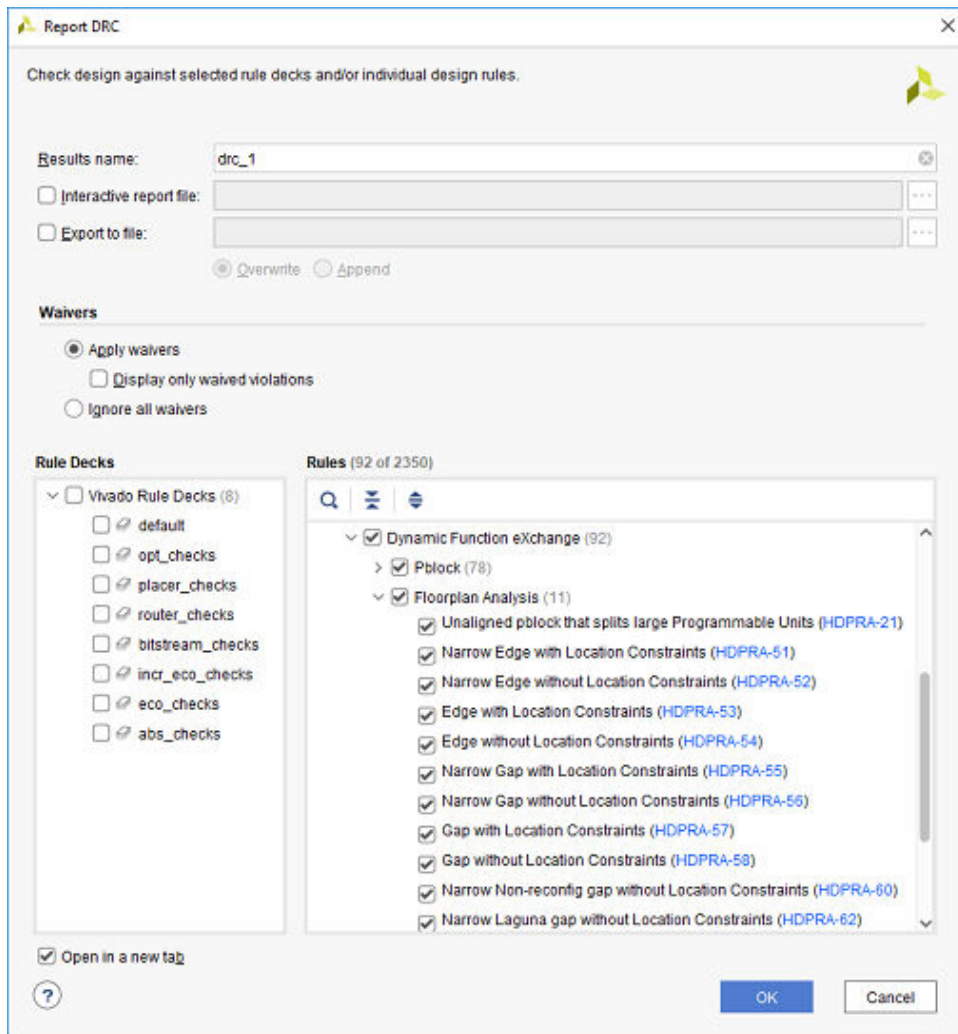 Report DRC
Check design against selected rule decks and/or individual design rules.
Results name: drc_1
Interactive report file:
Export to file:
Overwrite Append
Waivers
Apply waivers
Display only waived violations
Ignore all waivers
Rule Decks
Vivado Rule Decks (8)
default
opt_checks
placer_checks
router_checks
bitstream_checks
incr_eco_checks
eco_checks
abs_checks
Rules (92 of 2350)
Dynamic Function eXchange (92)
Pblock (78)
Floorplan Analysis (11)
Unaligned pblock that splits large Programmable Units (HDPRA-21)
Narrow Edge with Location Constraints (HDPRA-51)
Narrow Edge without Location Constraints (HDPRA-52)
Edge with Location Constraints (HDPRA-53)
Edge without Location Constraints (HDPRA-54)
Narrow Gap with Location Constraints (HDPRA-55)
Narrow Gap without Location Constraints (HDPRA-56)
Gap with Location Constraints (HDPRA-57)
Gap without Location Constraints (HDPRA-58)
Narrow Non-reconfig gap without Location Constraints (HDPRA-60)
Narrow Laguna gap without Location Constraints (HDPRA-62)
Open in a new tab
?
OK Cancel